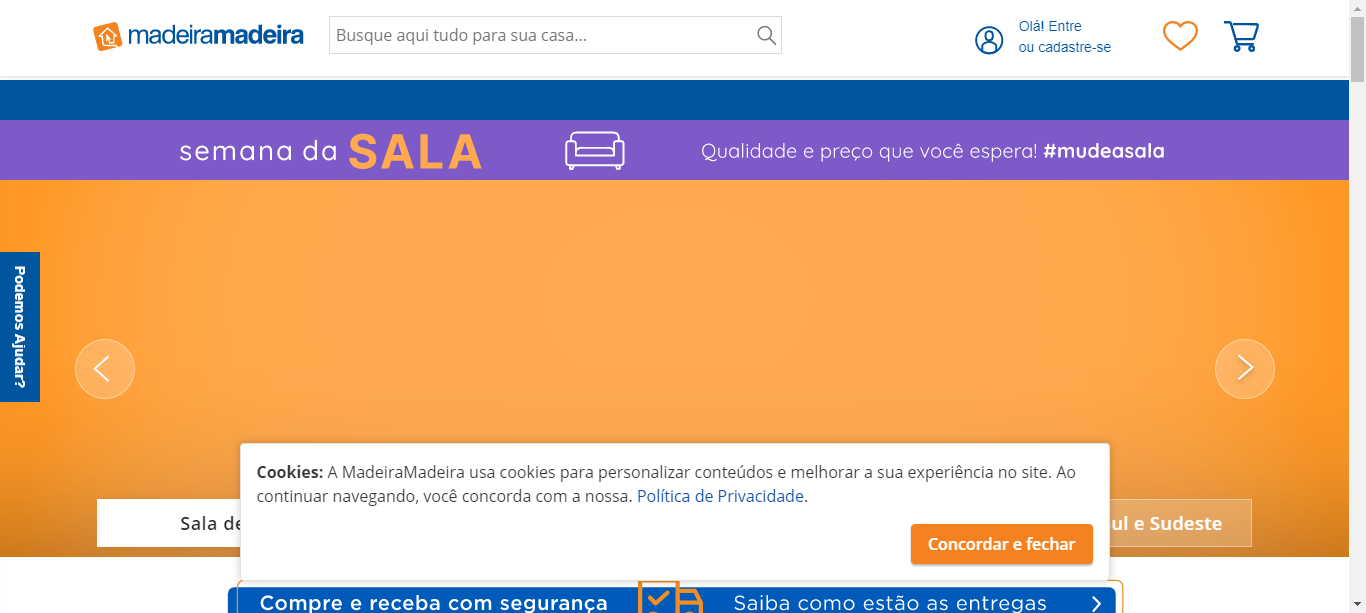 madeiramadeira
Busque aqui tudo para sua casa...
Olá! Entre
ou cadastre-se
semana da SALA
Qualidade e preço que você espera! #mudeasala
Podemos Ajudar?
Cookies: A MadeiraMadeira usa cookies para personalizar conteúdos e melhorar a sua experiência no site. Ao
continuar navegando, você concorda com a nossa. Política de Privacidade.
Concordar e fechar
Sala de
e Sudeste
Compre e receba com segurança
Saiba como estão as entregas